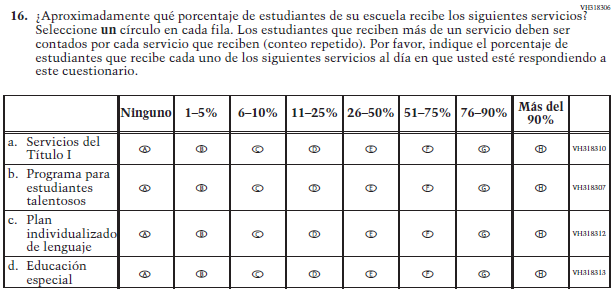 VH318306
16. ¿Aproximadamente qué porcentaje de estudiantes de su escuela recibe los siguientes servicios?
Seleccione un círculo en cada fila. Los estudiantes que reciben más de un servicio deben ser
contados por cada servicio que reciben (conteo repetido). Por favor, indique el porcentaje de
estudiantes que recibe cada uno de los siguientes servicios al día en que usted esté respondiendo a
este cuestionario.
Ninguno 1–5% 6–10% 11–25% 26–50% 51–75% 76–90% Más del
90%
a. Servicios del
Título I
A B C D E F G H VH318310
b. Programa para
estudiantes
talentosos
A B C D E F G H VH318307
c. Plan
individualizado
de lenguaje
A B C D E F G H VH318312
d. Educación
especial
A B C D E F G H VH318313